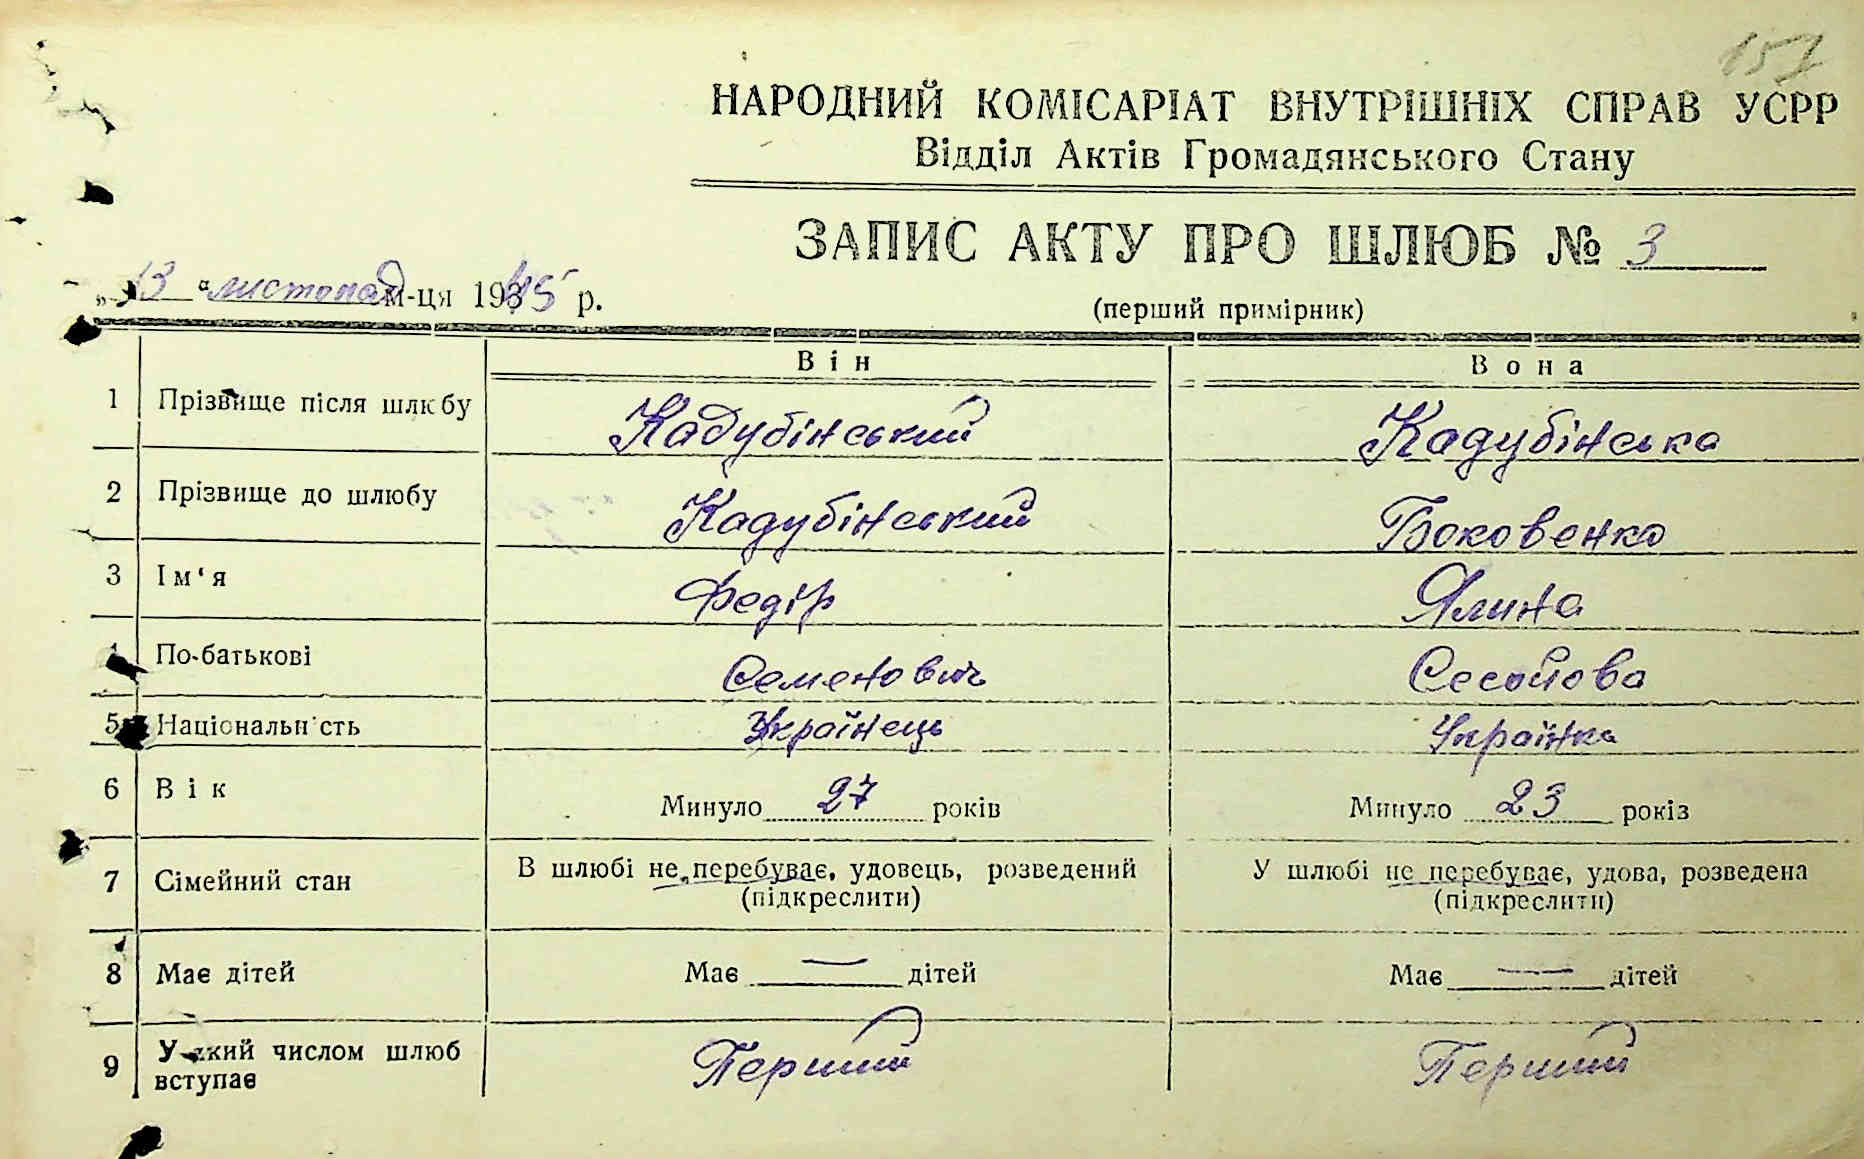 157
НАРОДНИЙ КОМІСАРІАТ ВНУТРІШНІХ СПРАВ УСРР
Відділ Актів Громадянського Стану
ЗАПИС АКТУ ПРО ШЛЮБ № 3
„13“ листопад м-ця 1945 р.
(перший примірник)
Він Вона
1 Прізвище після шлюбу Кадубінський Кадубінська
2 Прізвище до шлюбу Кадубінський Боковенко
3 Ім‘я Федір Ялина
4 По-батькові Семенович
5 Національність Українець Українка
6 Вік Минуло 27 років Минуло 23 років
7 Сімейний стан В шлюбі не перебуває, удовець, розведений У шлюбі не перебуває, удова, розведена
(підкреслити) (підкреслити)
8 Має дітей Має — дітей Має — дітей
9 У який числом шлюб
вступає Перший Перший